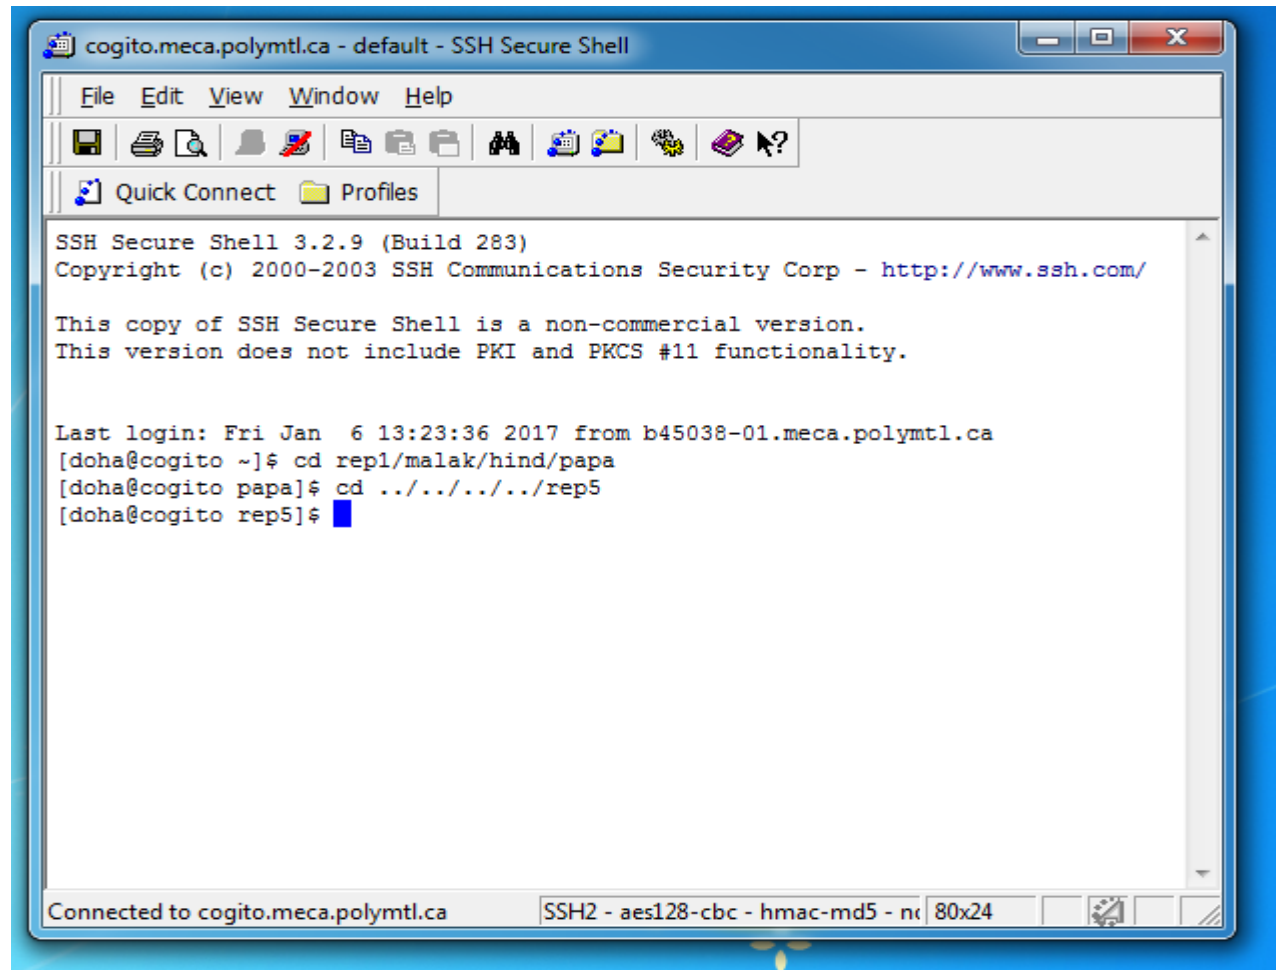 cogito.meca.polymtl.ca - default - SSH Secure Shell
File Edit View Window Help
Quick Connect Profiles
SSH Secure Shell 3.2.9 (Build 283)
Copyright (c) 2000-2003 SSH Communications Security Corp - http://www.ssh.com/
This copy of SSH Secure Shell is a non-commercial version.
This version does not include PKI and PKCS #11 functionality.
Last login: Fri Jan  6 13:23:36 2017 from b45038-01.meca.polymtl.ca
[doha@cogito ~]$ cd rep1/malak/hind/papa
[doha@cogito papa]$ cd ../../../../rep5
[doha@cogito rep5]$
Connected to cogito.meca.polymtl.ca SSH2 - aes128-cbc - hmac-md5 - 80x24